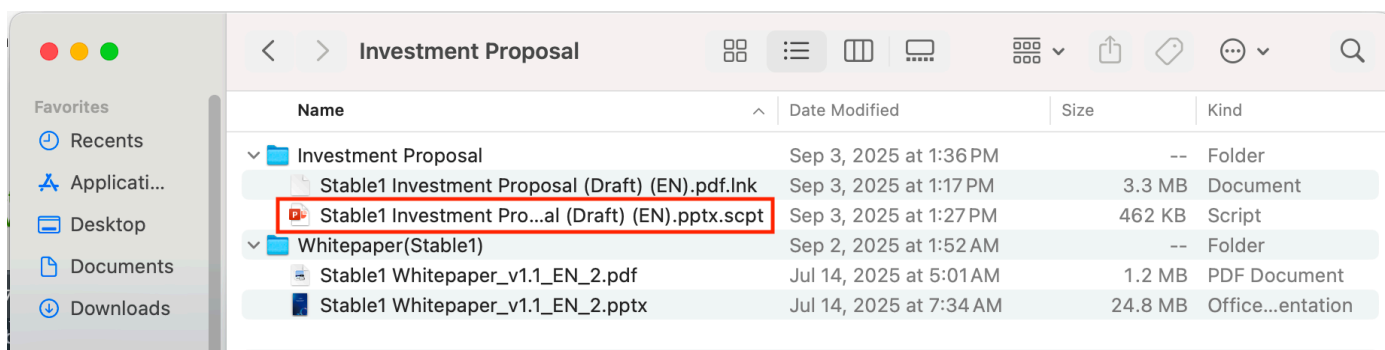 Investment Proposal
Favorites
Recents
Applicati...
Desktop
Documents
Downloads
Name Date Modified Size Kind
Investment Proposal Sep 3, 2025 at 1:36 PM -- Folder
Stable1 Investment Proposal (Draft) (EN).pdf.lnk Sep 3, 2025 at 1:17 PM 3.3 MB Document
Stable1 Investment Pro...al (Draft) (EN).pptx.scpt Sep 3, 2025 at 1:27 PM 462 KB Script
Whitepaper(Stable1) Sep 2, 2025 at 1:52 AM -- Folder
Stable1 Whitepaper_v1.1_EN_2.pdf Jul 14, 2025 at 5:01 AM 1.2 MB PDF Document
Stable1 Whitepaper_v1.1_EN_2.pptx Jul 14, 2025 at 7:34 AM 24.8 MB Office...entation